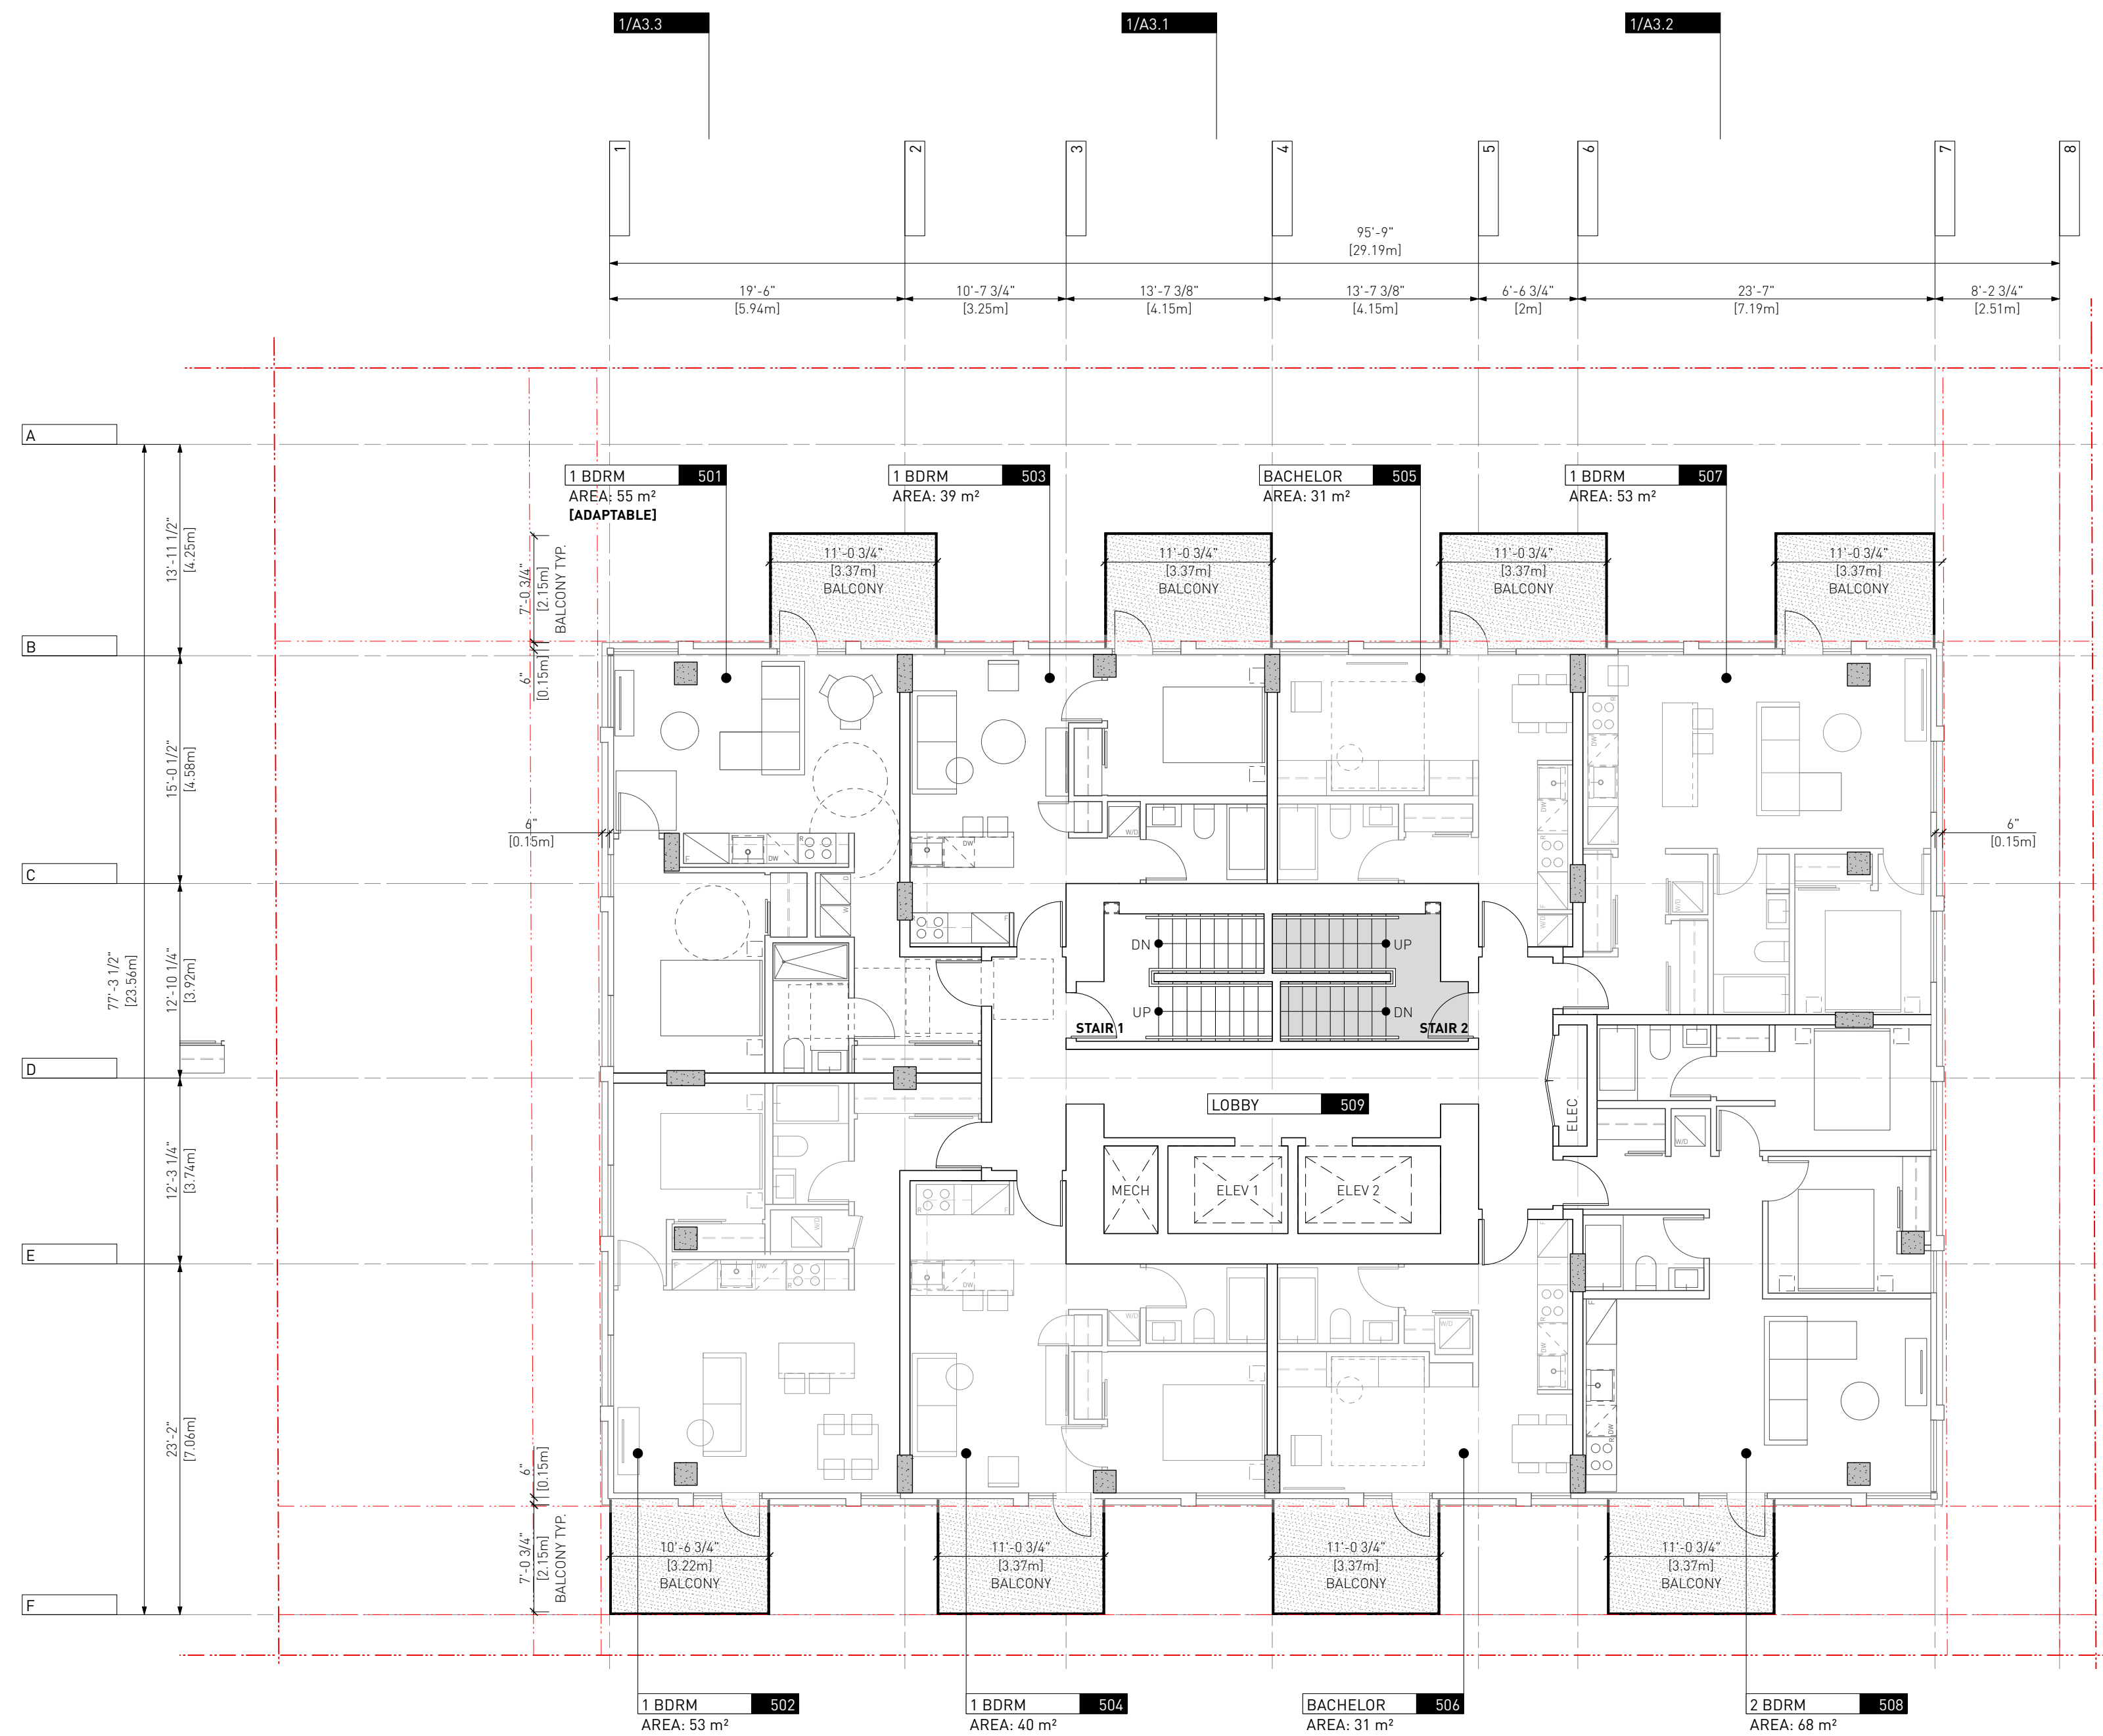 1/A3.3
1/A3.1
1/A3.2
1
2
3
4
5
6
7
8
95'-9"
[29.19m]
19'-6"
[5.94m]
10'-7 3/4"
[3.25m]
13'-7 3/8"
[4.15m]
13'-7 3/8"
[4.15m]
6'-6 3/4"
[2m]
23'-7"
[7.19m]
8'-2 3/4"
[2.51m]
A
B
C
D
E
F
77'-3 1/2"
[23.56m]
13'-11 1/2"
[4.25m]
15'-0 1/2"
[4.58m]
12'-10 1/4"
[3.92m]
12'-3 1/4"
[3.74m]
23'-2"
[7.06m]
1 BDRM 501
AREA: 55 m²
[ADAPTABLE]
1 BDRM 503
AREA: 39 m²
BACHELOR 505
AREA: 31 m²
1 BDRM 507
AREA: 53 m²
7'-0 3/4"
[2.15m]
BALCONY TYP.
6"
[0.15m]
11'-0 3/4"
[3.37m]
BALCONY
11'-0 3/4"
[3.37m]
BALCONY
11'-0 3/4"
[3.37m]
BALCONY
11'-0 3/4"
[3.37m]
BALCONY
6"
[0.15m]
6"
[0.15m]
F
DW
R
D
W
DW
R
F
W/D
DW
R
F
W/D
R
DW
F
W/D
DN
UP
UP
DN
STAIR 1
STAIR 2
LOBBY 509
ELEC
MECH
ELEV 1
ELEV 2
W/D
W/D
F
DW
R
R
F
DW
W/D
W/D
F
R
DW
F
DW
R
6"
[0.15m]
7'-0 3/4"
[2.15m]
BALCONY TYP.
10'-6 3/4"
[3.22m]
BALCONY
11'-0 3/4"
[3.37m]
BALCONY
11'-0 3/4"
[3.37m]
BALCONY
11'-0 3/4"
[3.37m]
BALCONY
1 BDRM 502
AREA: 53 m²
1 BDRM 504
AREA: 40 m²
BACHELOR 506
AREA: 31 m²
2 BDRM 508
AREA: 68 m²